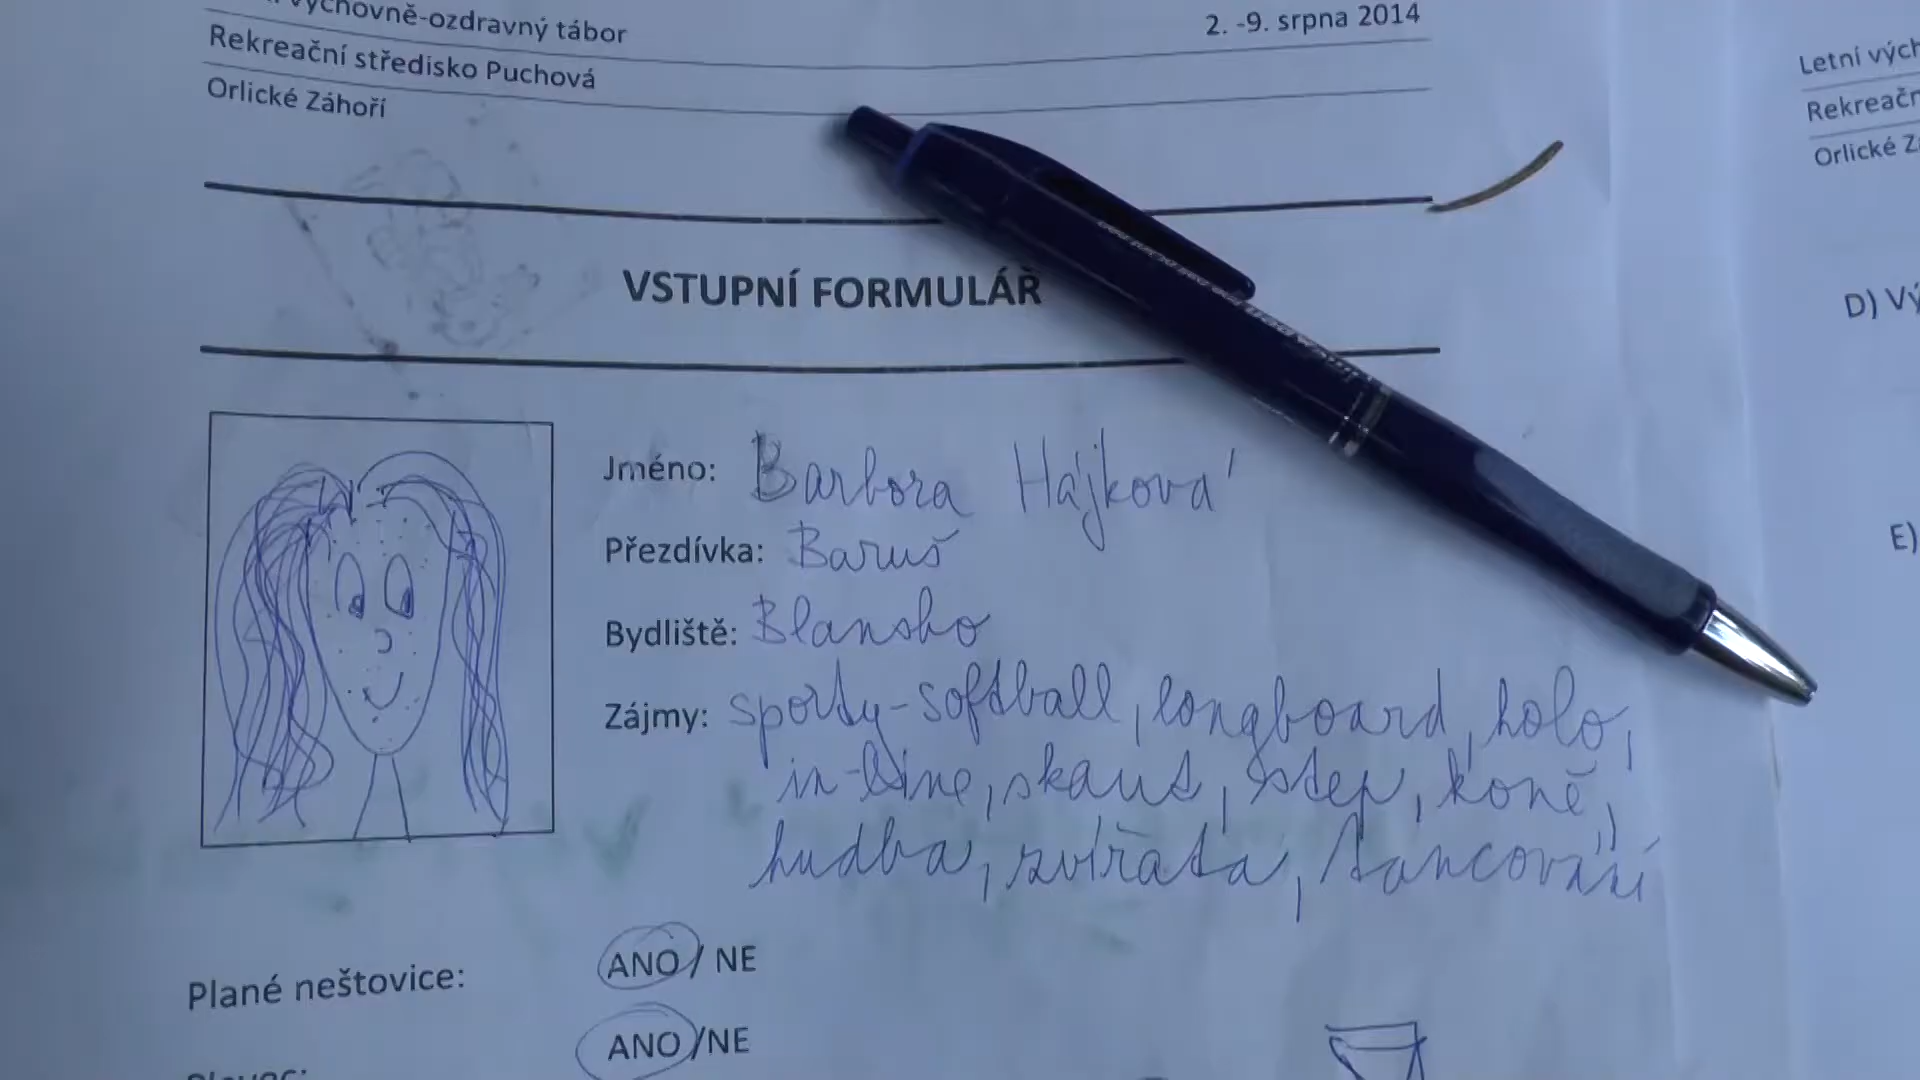 výchovně-ozdravný tábor
2. -9. srpna 2014
Rekreační středisko Puchová
Orlické Záhoří
VSTUPNÍ FORMULÁŘ
Jméno: Barbora Hájková
Přezdívka: Baruš
Bydliště: Blansko
Zájmy: sporty-softball, longboard, kolo,
in-line, skaut, step, koně,
hudba, zvířata, tancování
Plané neštovice: ANO / NE
Plavec: ANO/NE
Letní vých
Rekreačn
Orlické Z
D) Vý
E)